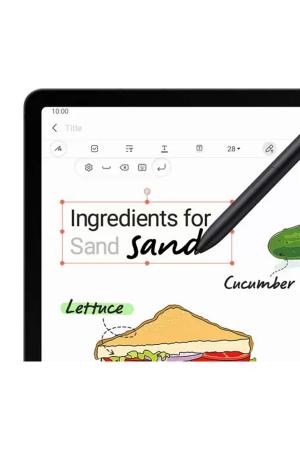 10:00
Title
28
Ingredients for
Sand sand
Cucumber
Lettuce